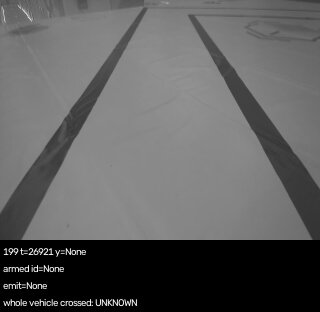 199 t=26921 y=None
armed id=None
emit=None
whole vehicle crossed: UNKNOWN